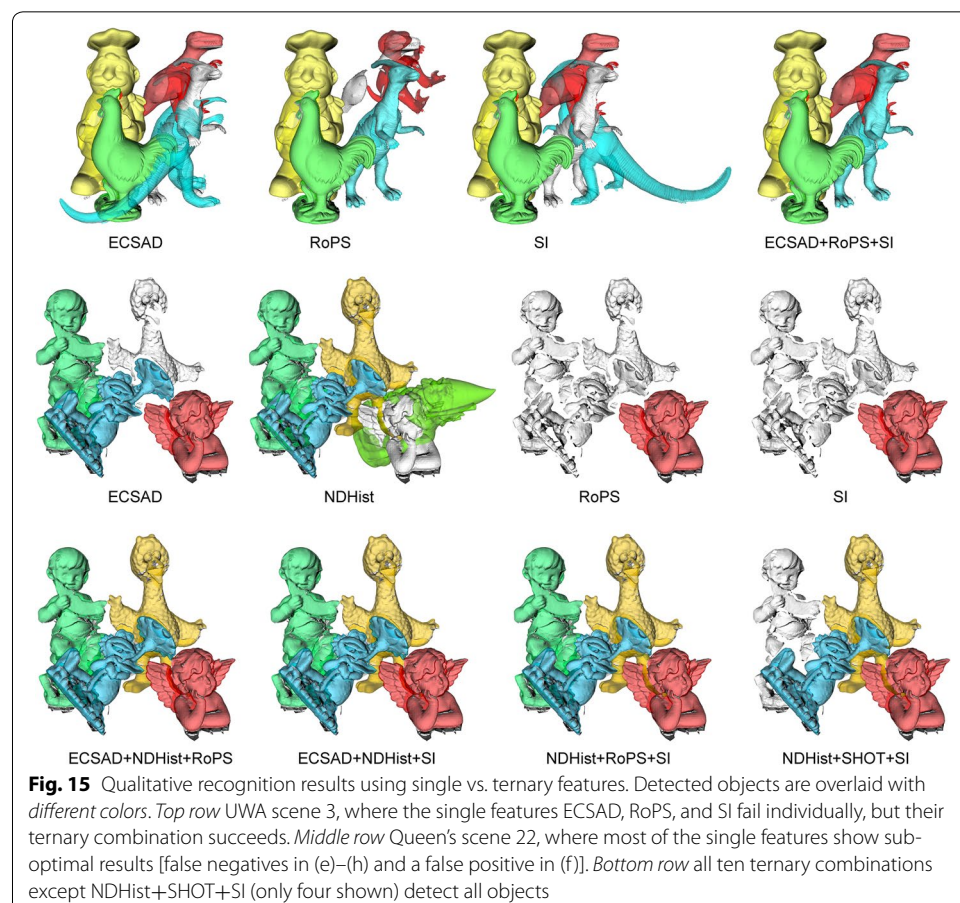 ECSAD RoPS SI ECSAD+RoPS+SI
ECSAD NDHist RoPS SI
ECSAD+NDHist+RoPS ECSAD+NDHist+SI NDHist+RoPS+SI NDHist+SHOT+SI
Fig. 15 Qualitative recognition results using single vs. ternary features. Detected objects are overlaid with
different colors. Top row UWA scene 3, where the single features ECSAD, RoPS, and SI fail individually, but their
ternary combination succeeds. Middle row Queen's scene 22, where most of the single features show sub-
optimal results [false negatives in (e)–(h) and a false positive in (f)]. Bottom row all ten ternary combinations
except NDHist+SHOT+SI (only four shown) detect all objects